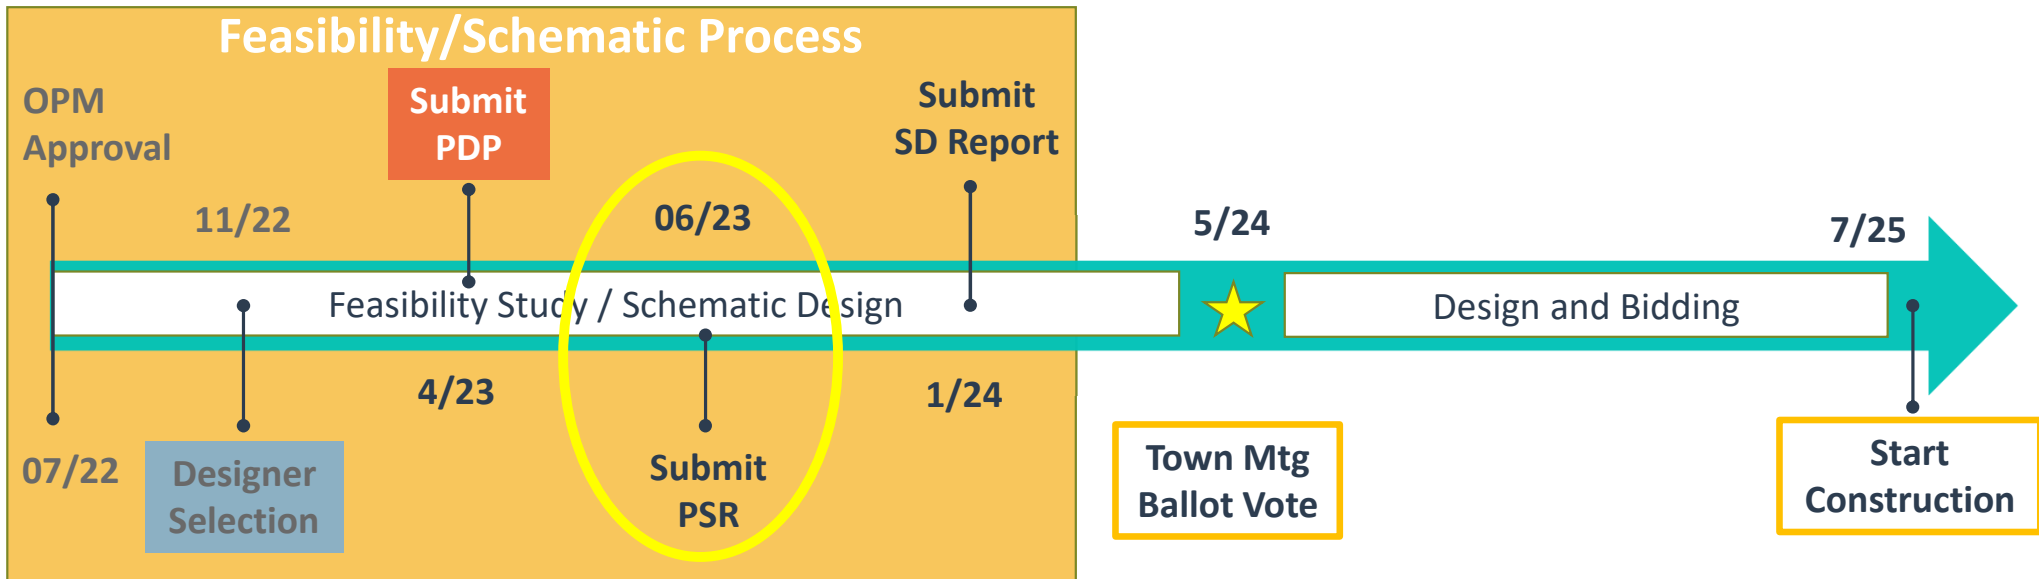 Feasibility/Schematic Process
OPM
Approval
Submit
PDP
Submit
SD Report
11/22
06/23
5/24
7/25
Feasibility Study / Schematic Design
Design and Bidding
4/23
1/24
07/22
Designer
Selection
Submit
PSR
Town Mtg
Ballot Vote
Start
Construction